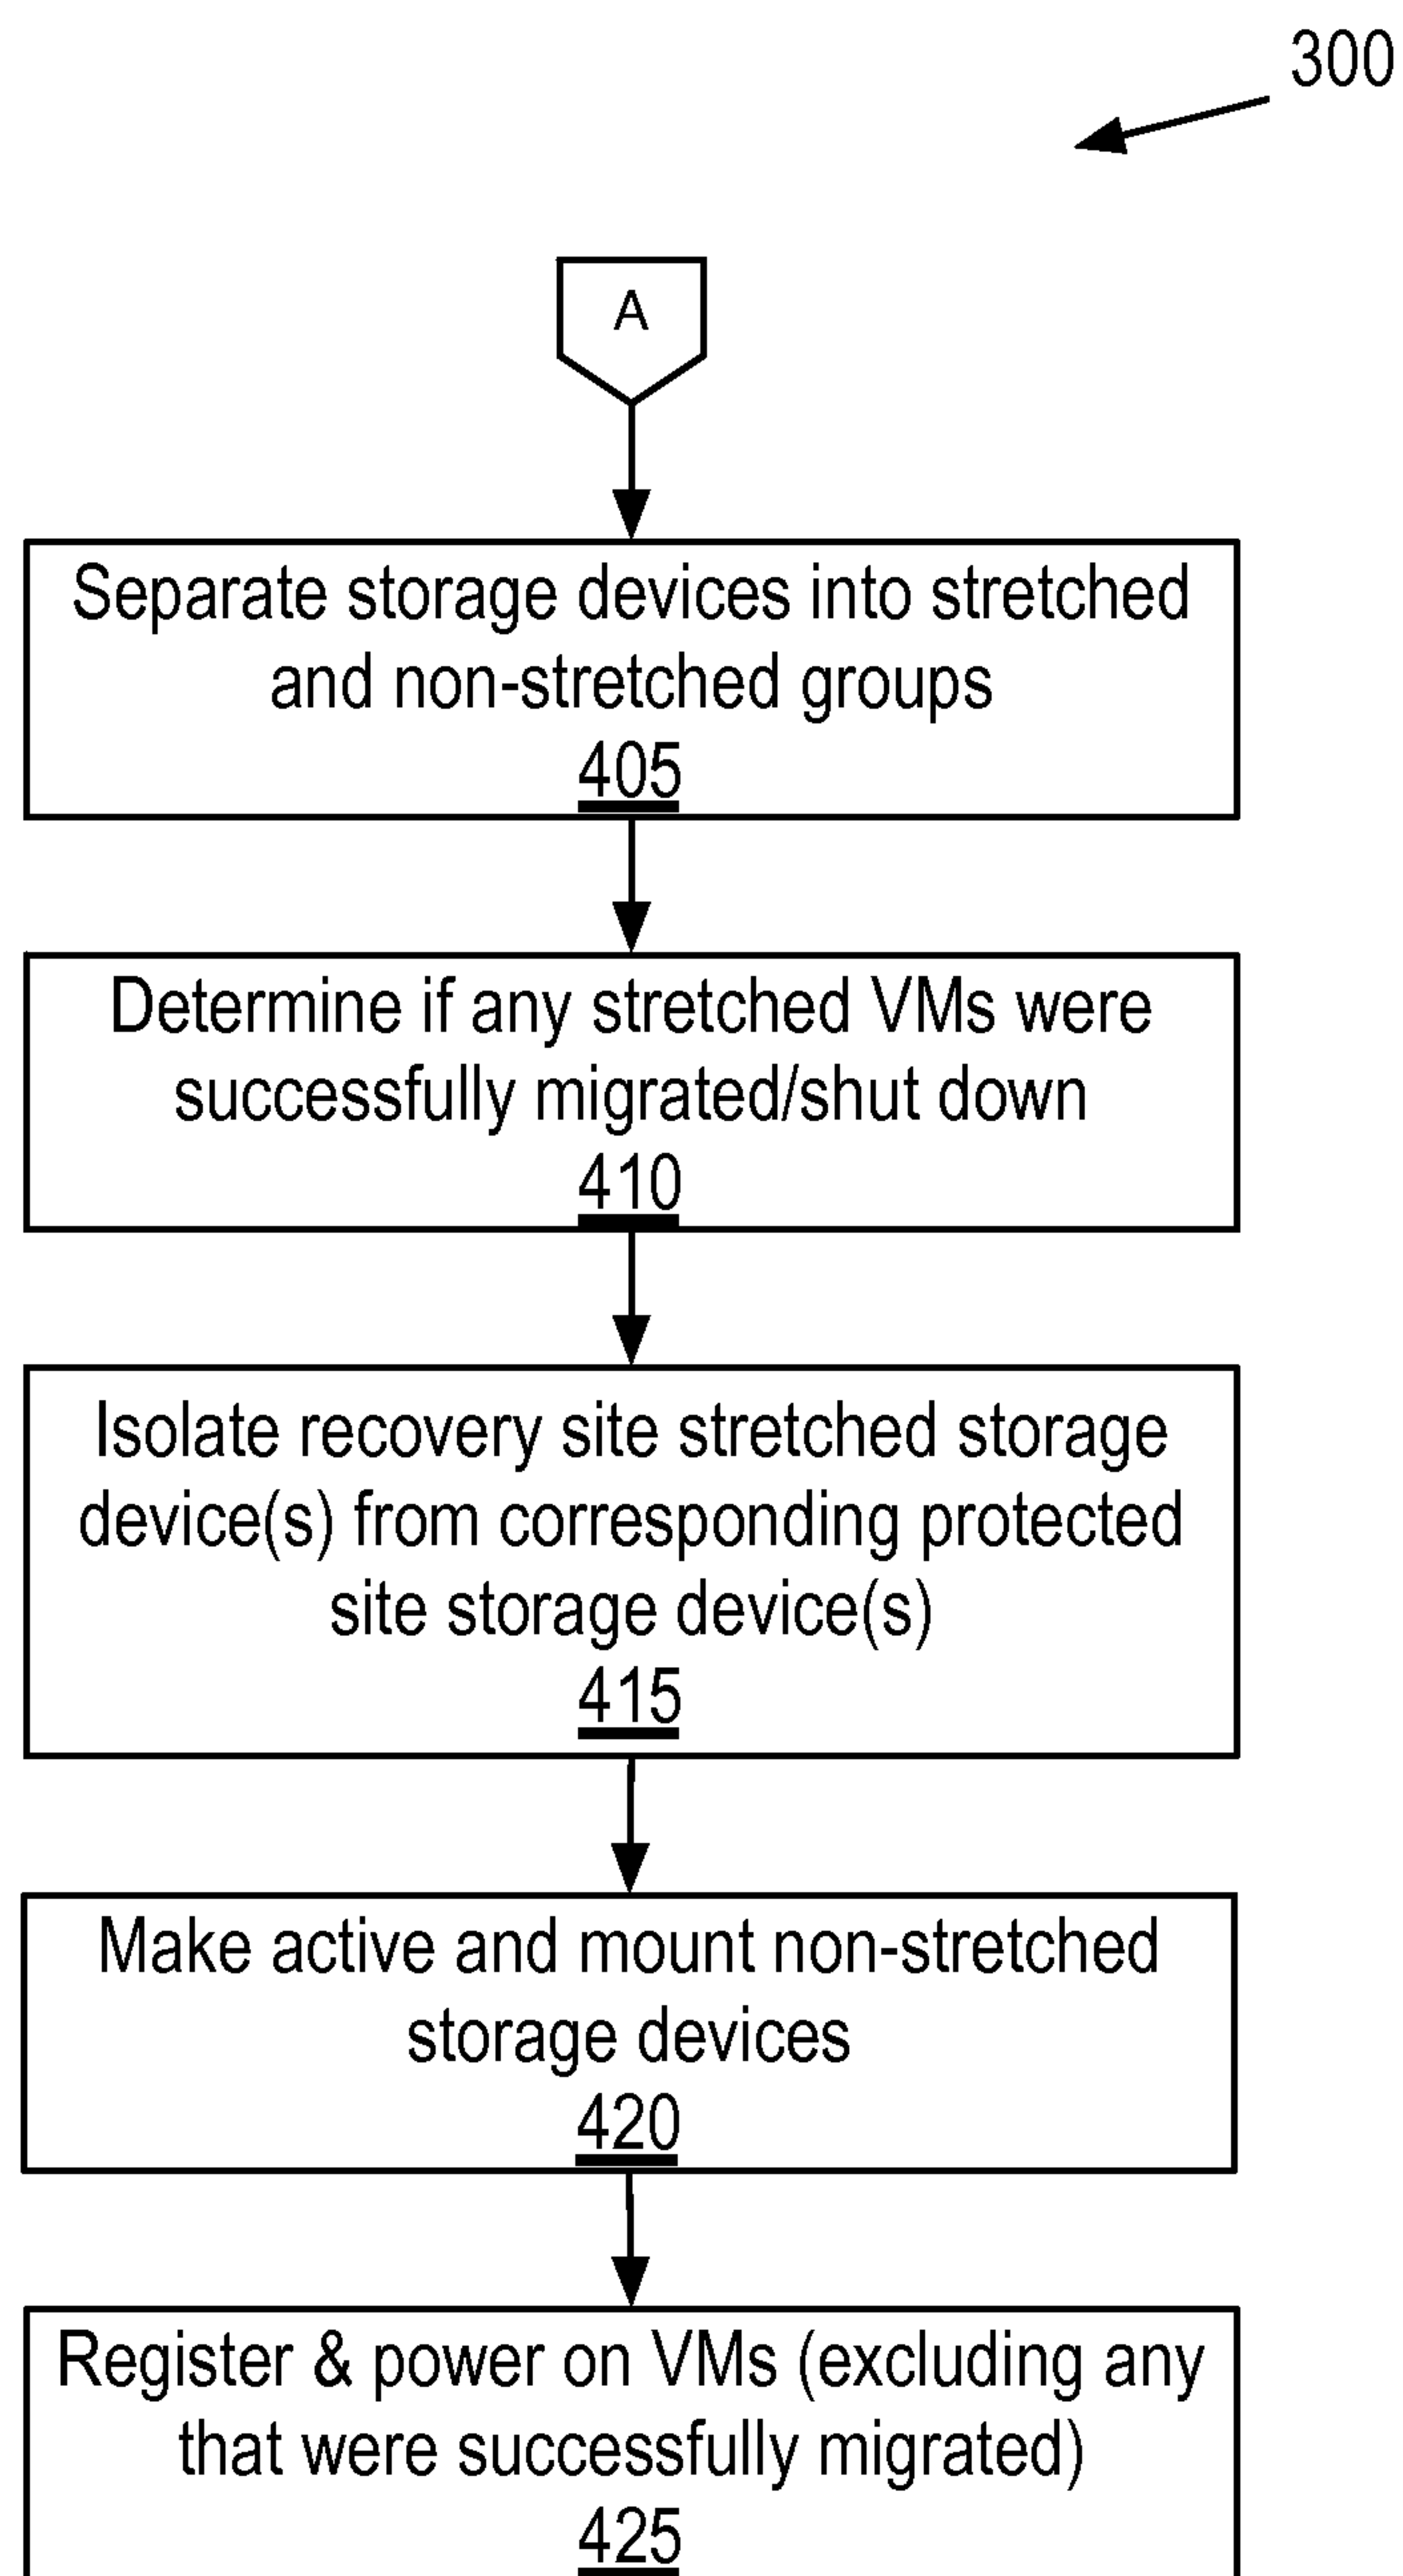 300
A
Separate storage devices into stretched
and non-stretched groups
405
Determine if any stretched VMs were
successfully migrated/shut down
410
Isolate recovery site stretched storage
device(s) from corresponding protected
site storage device(s)
415
Make active and mount non-stretched
storage devices
420
Register & power on VMs (excluding any
that were successfully migrated)
425